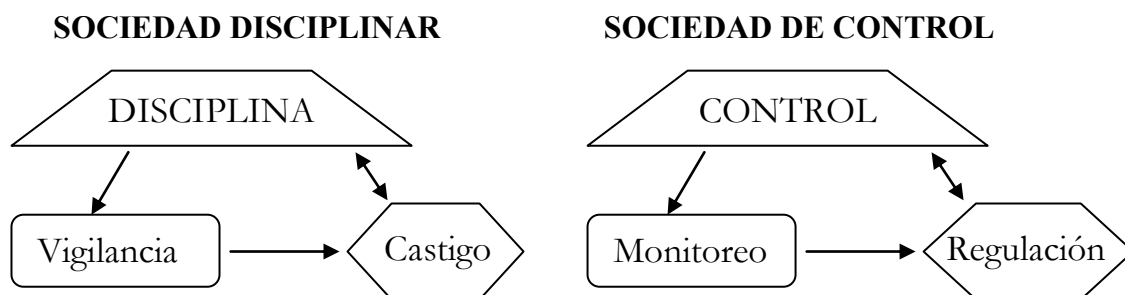 SOCIEDAD DISCIPLINAR
SOCIEDAD DE CONTROL
DISCIPLINA
CONTROL
Vigilancia
Castigo
Monitoreo
Regulación